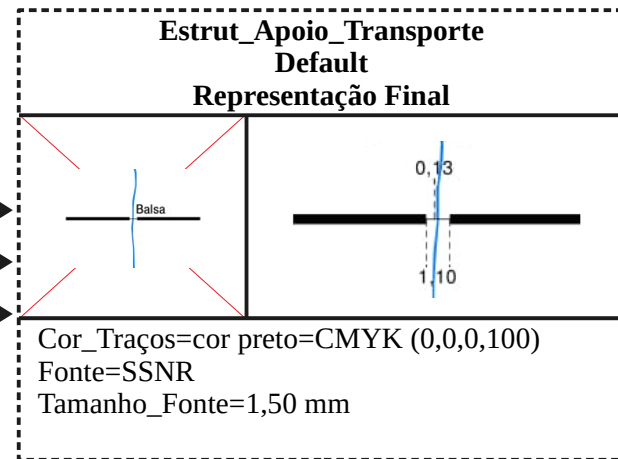 Estrut_Apoio_Transporte
Default
Representação Final
Balsa
0,13
1,10
Cor_Traços=cor preto=CMYK (0,0,0,100)
Fonte=SSNR
Tamanho_Fonte=1,50 mm